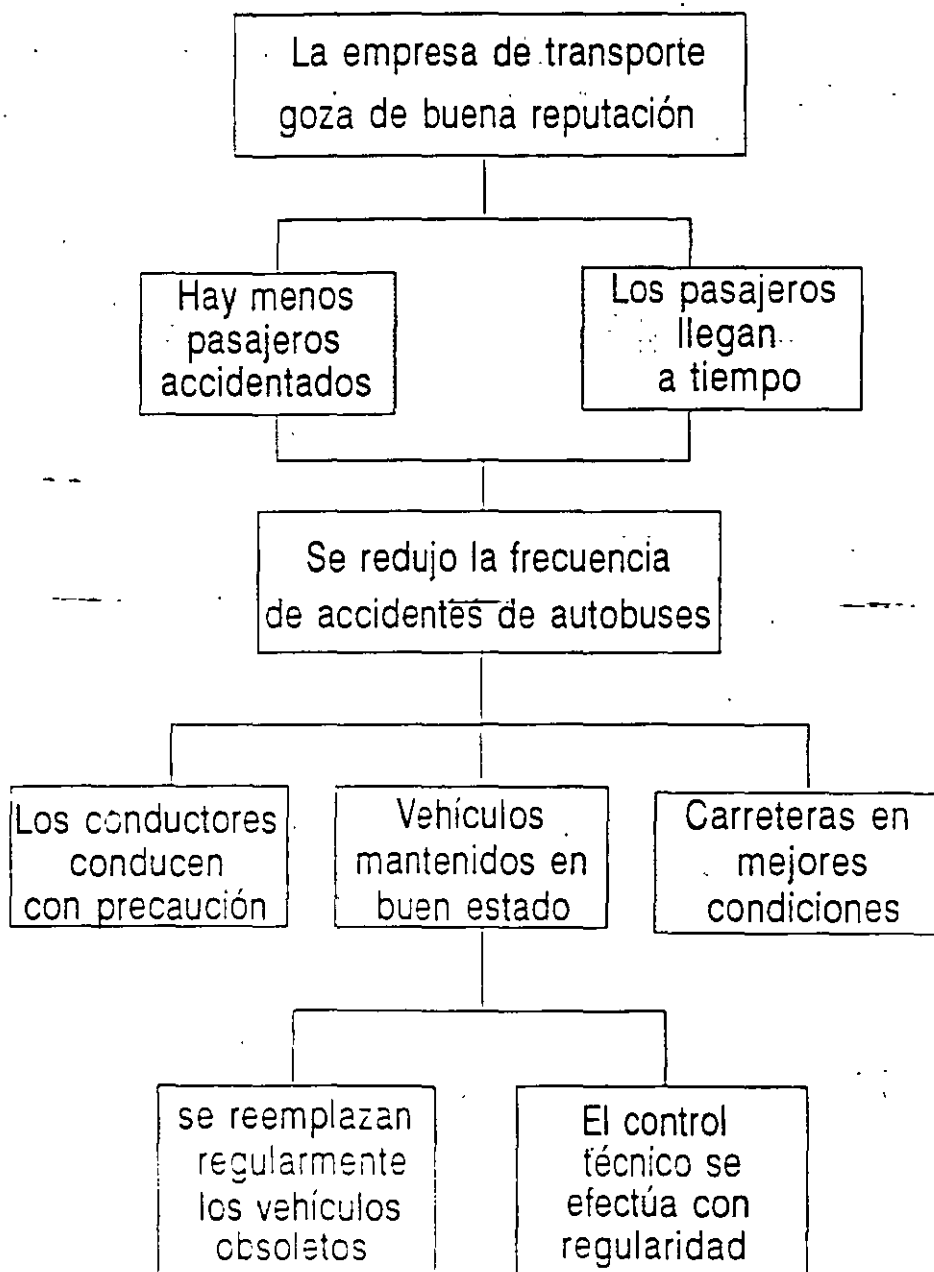 La empresa de transporte
goza de buena reputación
Hay menos
pasajeros
accidentados
Los pasajeros
llegan
a tiempo
Se redujo la frecuencia
de accidentes de autobuses
Los conductores
conducen
con precaución
Vehículos
mantenidos en
buen estado
Carreteras en
mejores
condiciones
se reemplazan
regularmente
los vehículos
obsoletos
El control
técnico se
efectúa con
regularidad